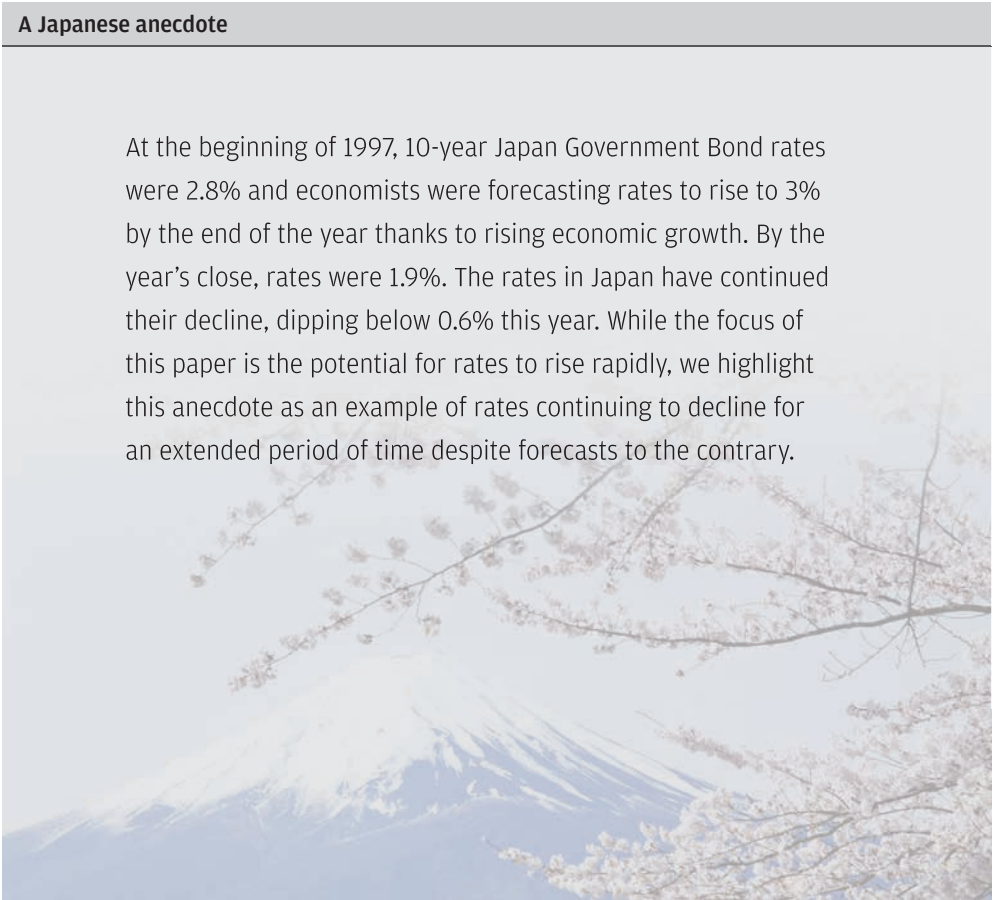 A Japanese anecdote
At the beginning of 1997, 10-year Japan Government Bond rates
were 2.8% and economists were forecasting rates to rise to 3%
by the end of the year thanks to rising economic growth. By the
year’s close, rates were 1.9%. The rates in Japan have continued
their decline, dipping below 0.6% this year. While the focus of
this paper is the potential for rates to rise rapidly, we highlight
this anecdote as an example of rates continuing to decline for
an extended period of time despite forecasts to the contrary.